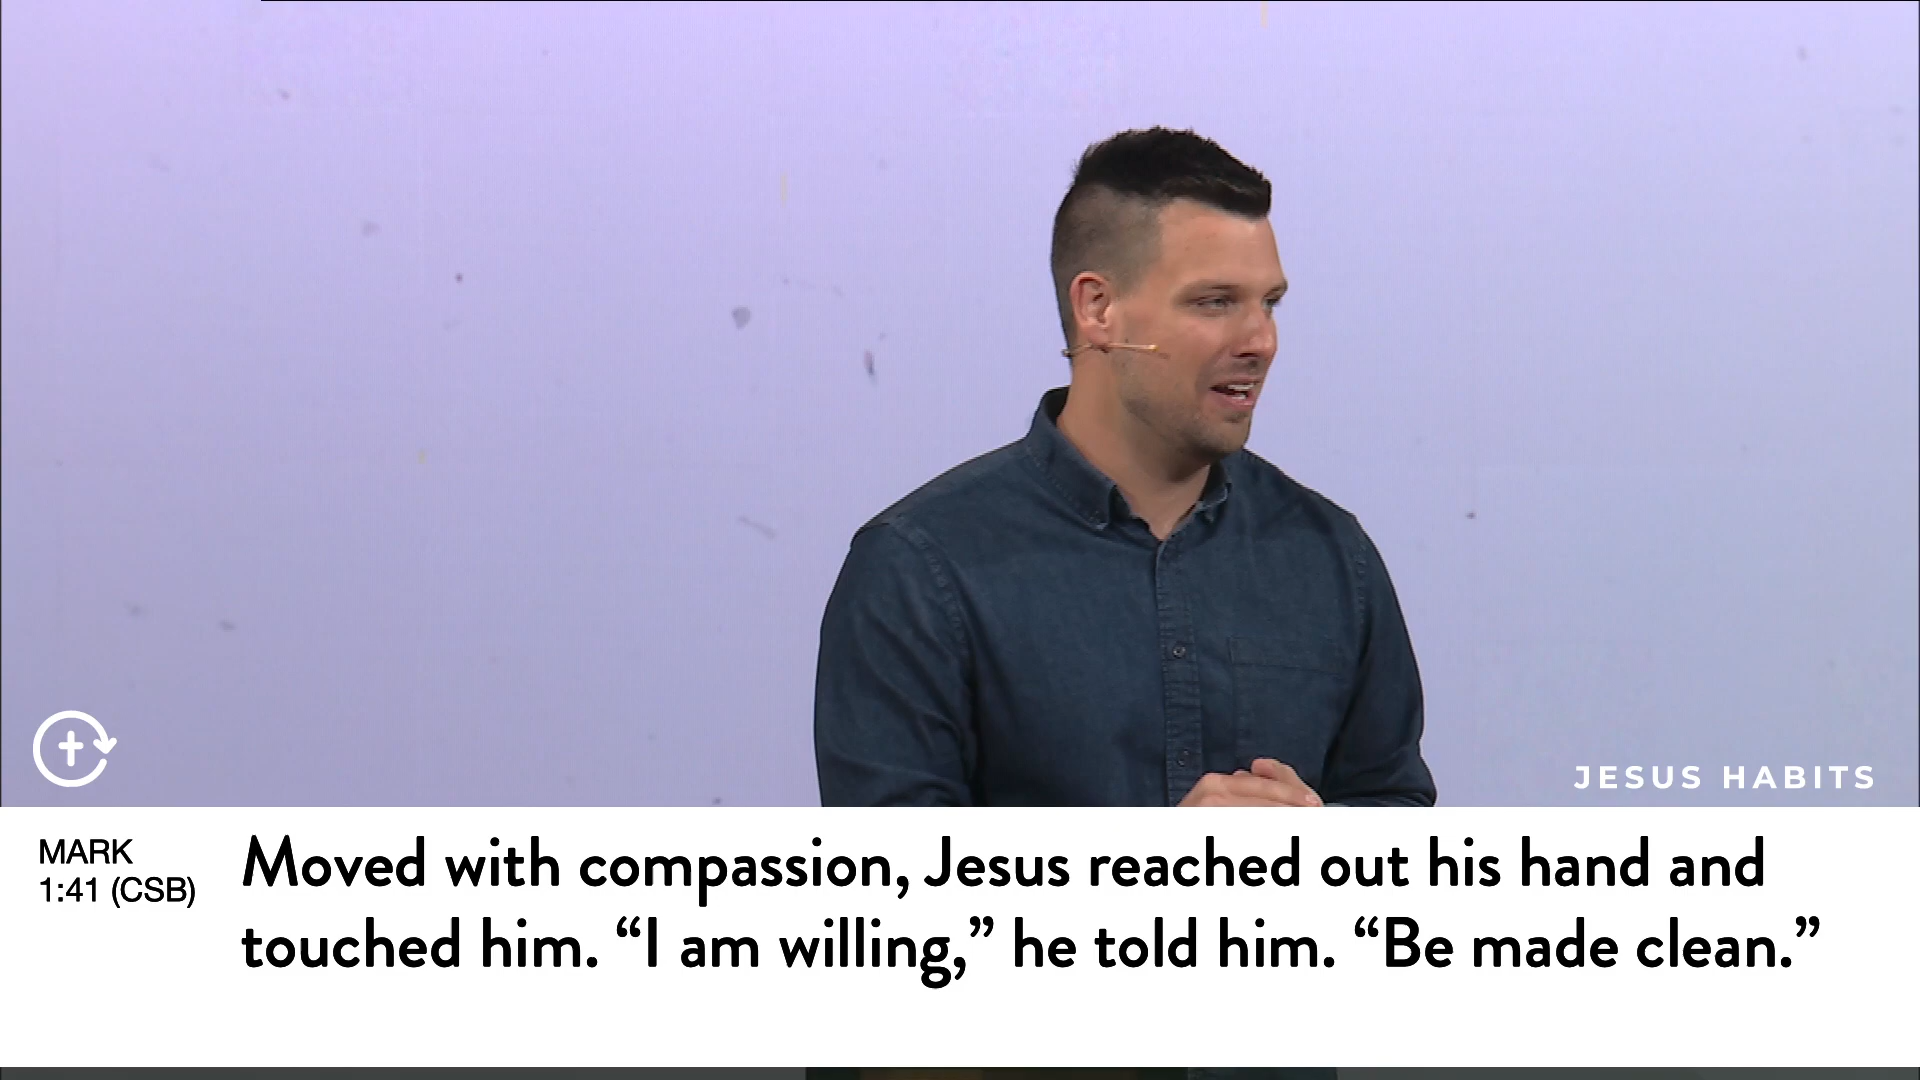 JESUS HABITS
MARK
1:41 (CSB)
Moved with compassion, Jesus reached out his hand and
touched him. “I am willing,” he told him. “Be made clean.”